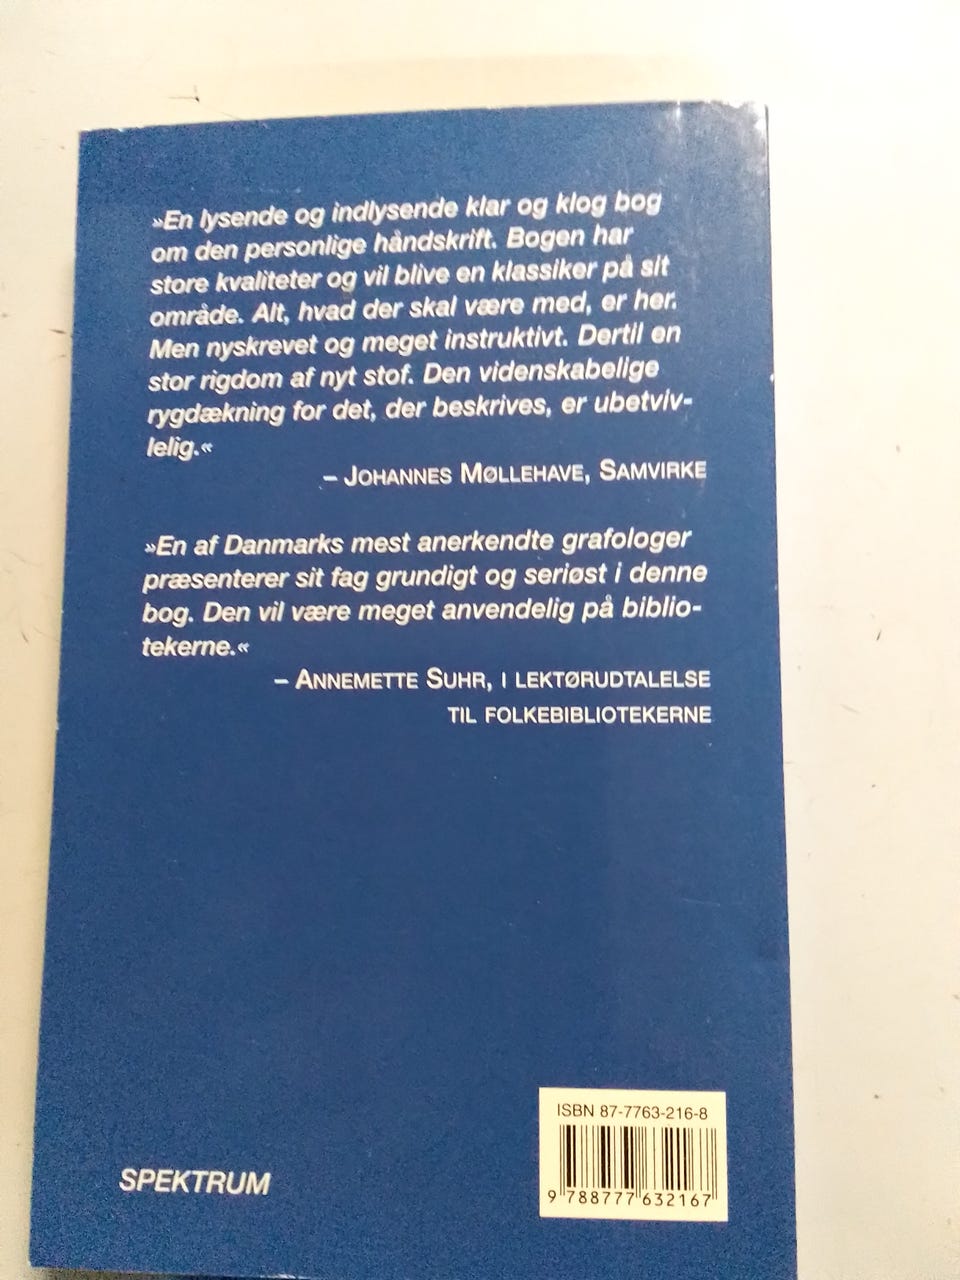 »En lysende og indlysende klar og klog bog
om den personlige håndskrift. Bogen har
store kvaliteter og vil blive en klassiker på sit
område. Alt, hvad der skal være med, er her.
Men nyskrevet og meget instruktivt. Dertil en
stor rigdom af nyt stof. Den videnskabelige
rygdækning for det, der beskrives, er ubetviv-
lelig.«
– JOHANNES MØLLEHAVE, SAMVIRKE
»En af Danmarks mest anerkendte grafologer
præsenterer sit fag grundigt og seriøst i denne
bog. Den vil være meget anvendelig på biblio-
tekerne.«
– ANNEMETTE SUHR, I LEKTØRUDTALELSE
TIL FOLKEBIBLIOTEKERNE
ISBN 87-7763-216-8
9 788777 632167
SPEKTRUM